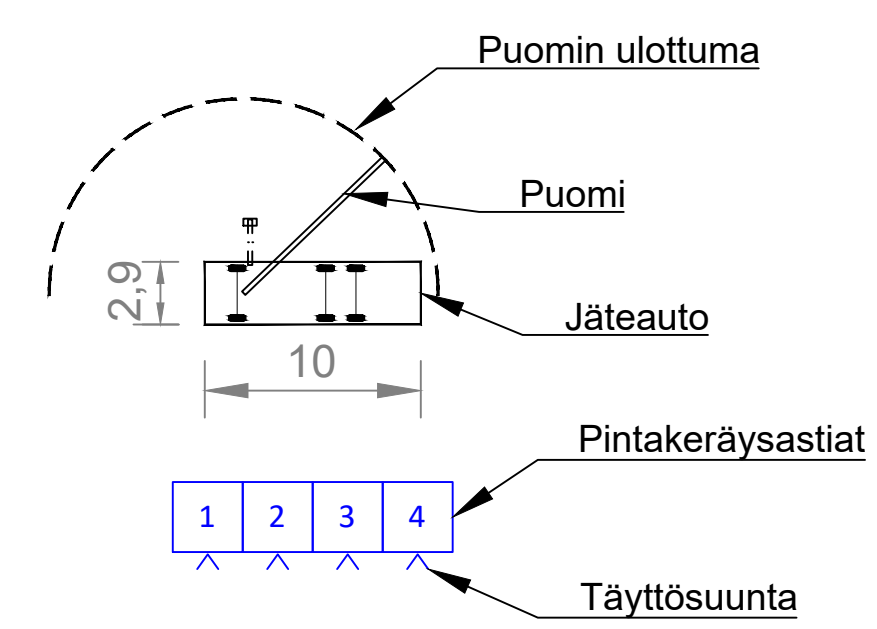 Puomin ulottuma
Puomi
2,9
Jäteauto
10
Pintakeräysastiat
1 2 3 4
Täyttösuunta